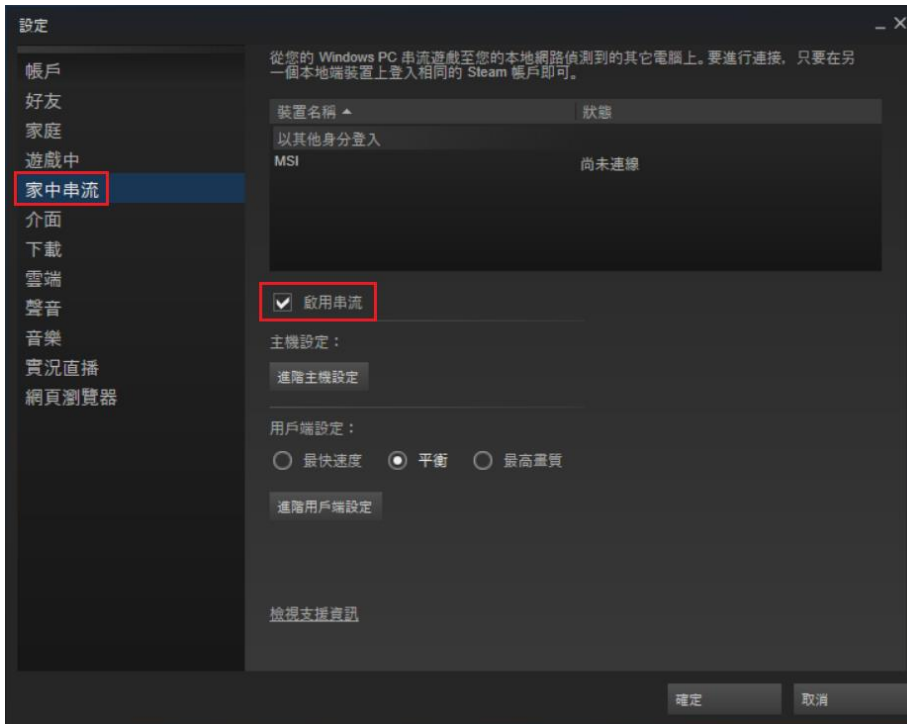 設定
帳戶
好友
家庭
遊戲中
家中串流
介面
下載
雲端
聲音
音樂
實況直播
網頁瀏覽器
從您的 Windows PC 串流遊戲至您的本地網路偵測到的其它電腦上。要進行連接，只要在另
一個本地端裝置上登入相同的 Steam 帳戶即可。
裝置名稱 狀態
以其他身分登入
MSI 尚未連線
啟用串流
主機設定：
進階主機設定
用戶端設定：
最快速度 平衡 最高畫質
進階用戶端設定
檢視支援資訊
確定 取消